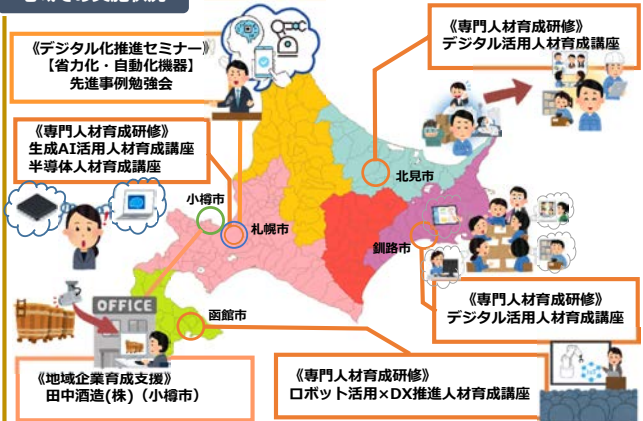 《デジタル化推進セミナー》
【省力化・自動化機器】
先進事例勉強会
《専門人材育成研修》
デジタル活用人材育成講座
《専門人材育成研修》
生成AI活用人材育成講座
半導体人材育成講座
小樽市
札幌市
北見市
釧路市
函館市
OFFICE
《専門人材育成研修》
デジタル活用人材育成講座
《地域企業育成支援》
田中酒造(株)（小樽市）
《専門人材育成研修》
ロボット活用×DX推進人材育成講座